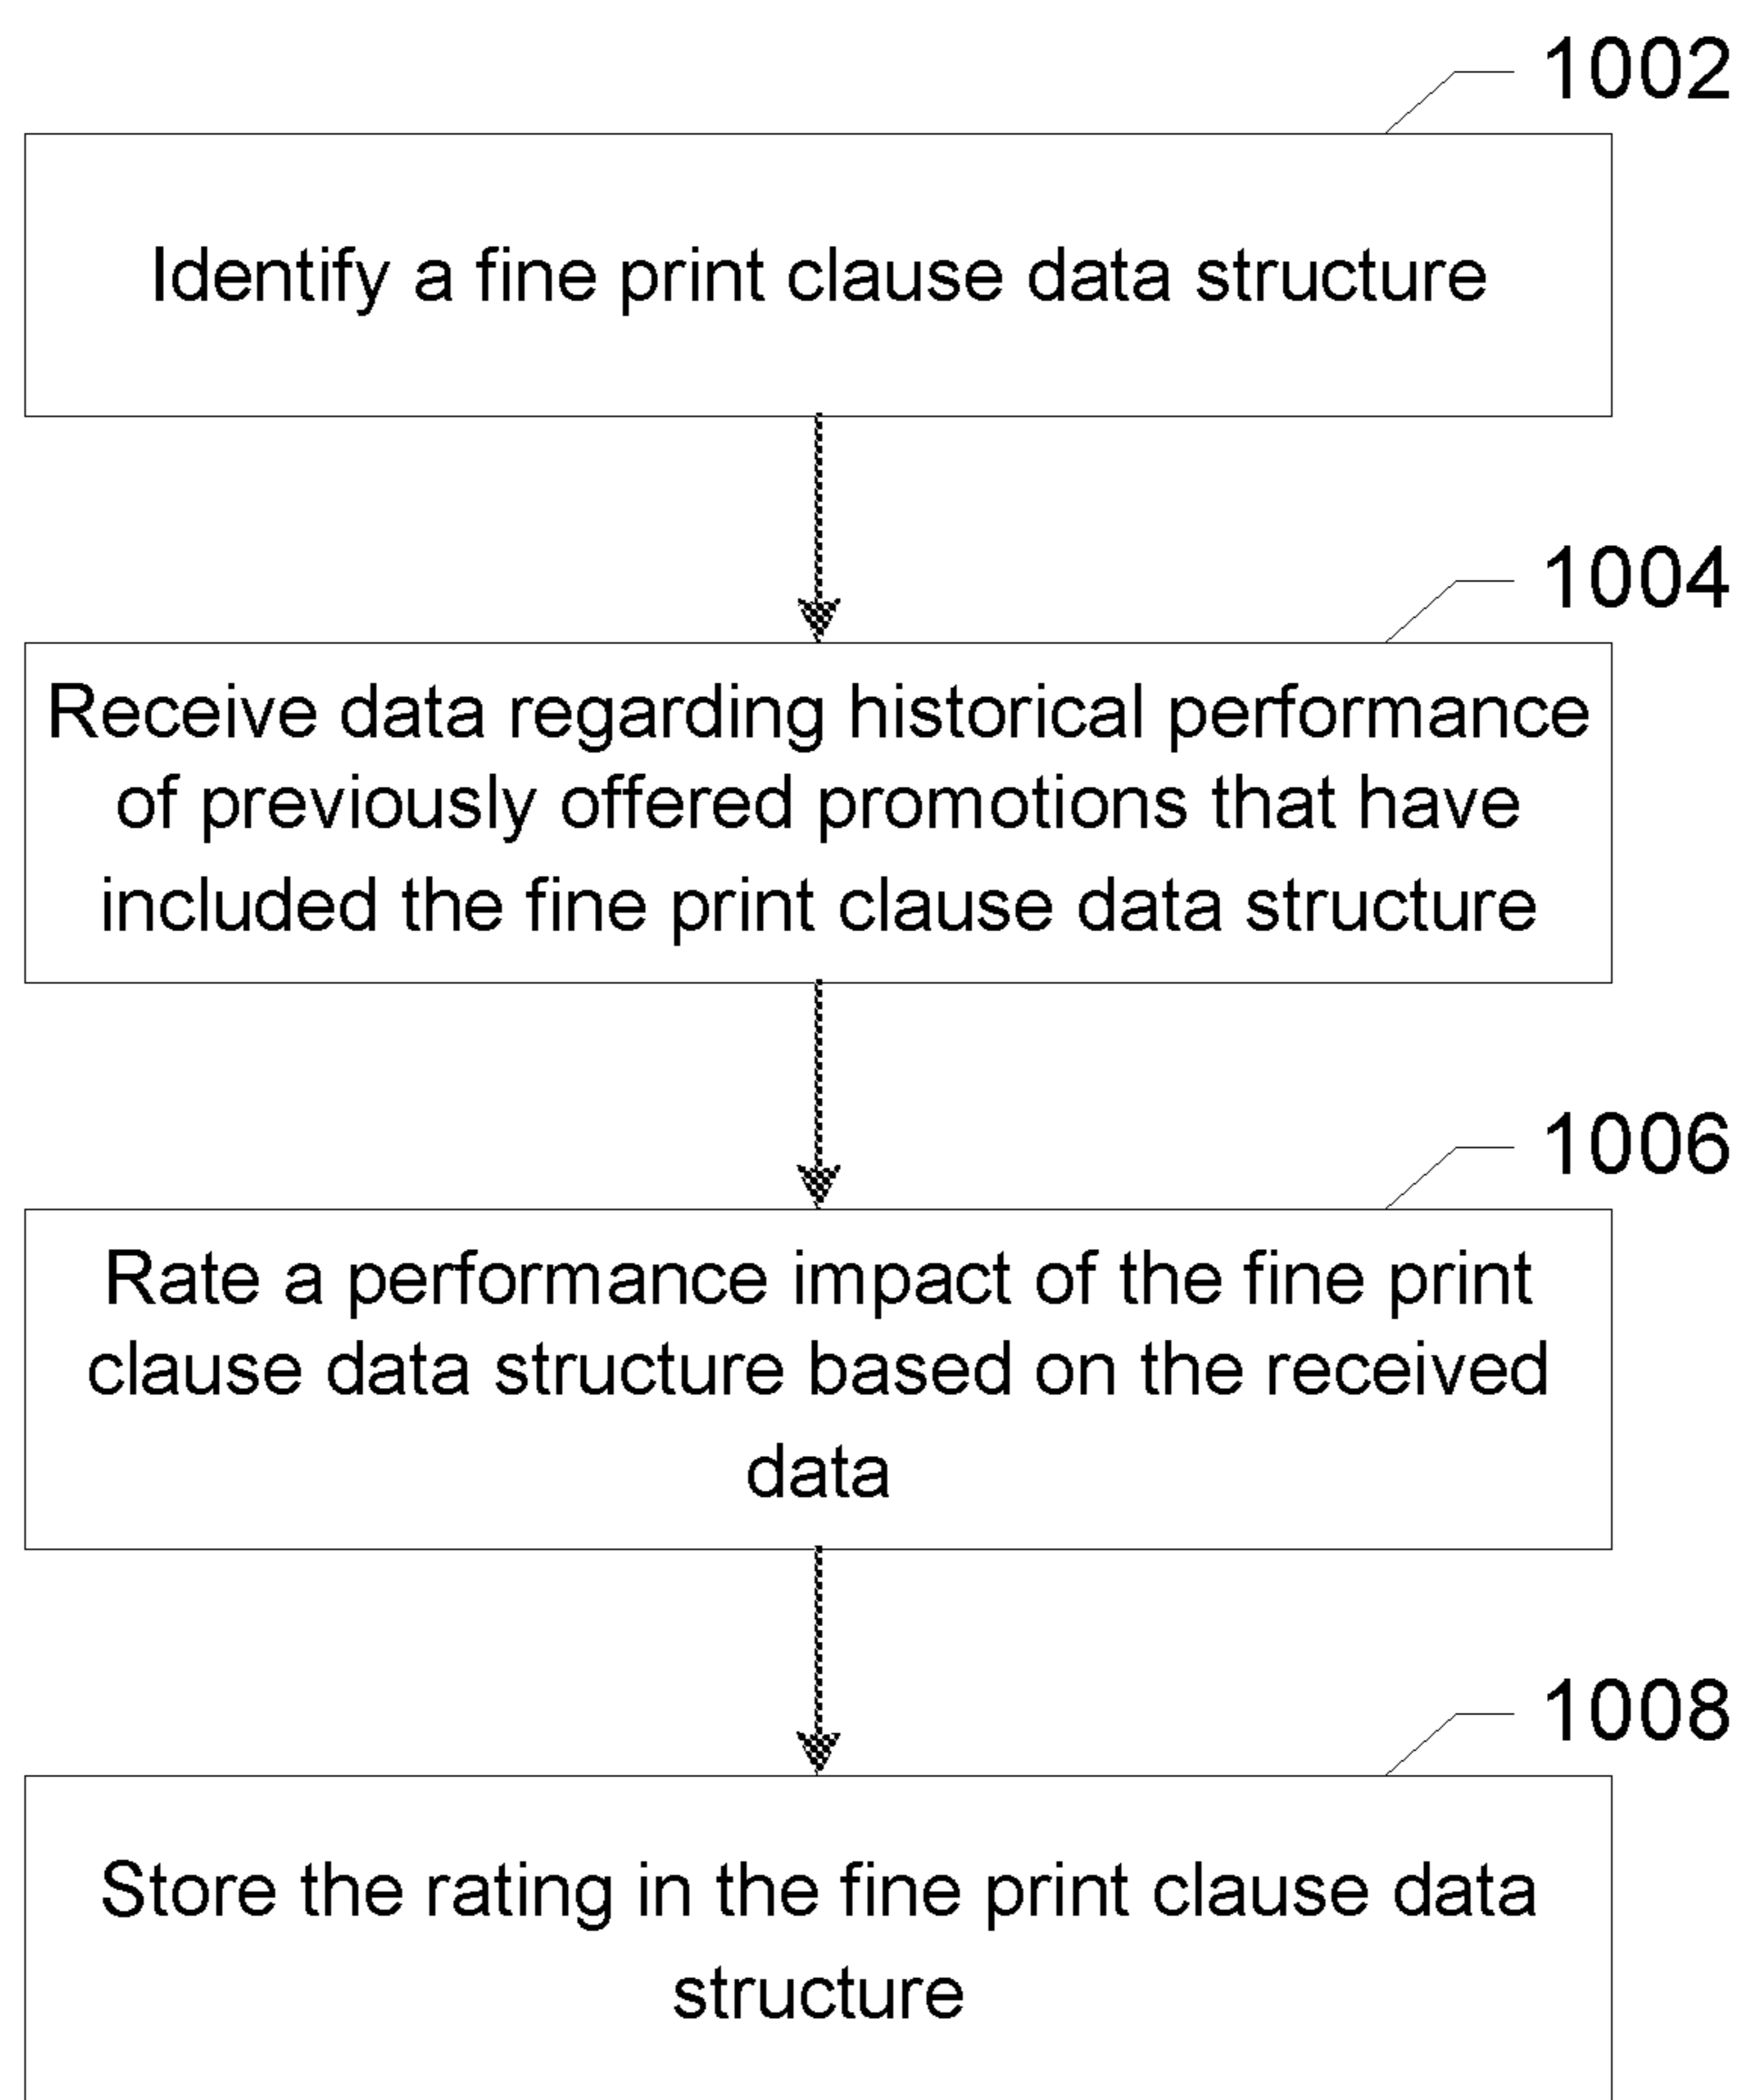 1002
Identify a fine print clause data structure
1004
Receive data regarding historical performance
of previously offered promotions that have
included the fine print clause data structure
1006
Rate a performance impact of the fine print
clause data structure based on the received
data
1008
Store the rating in the fine print clause data
structure